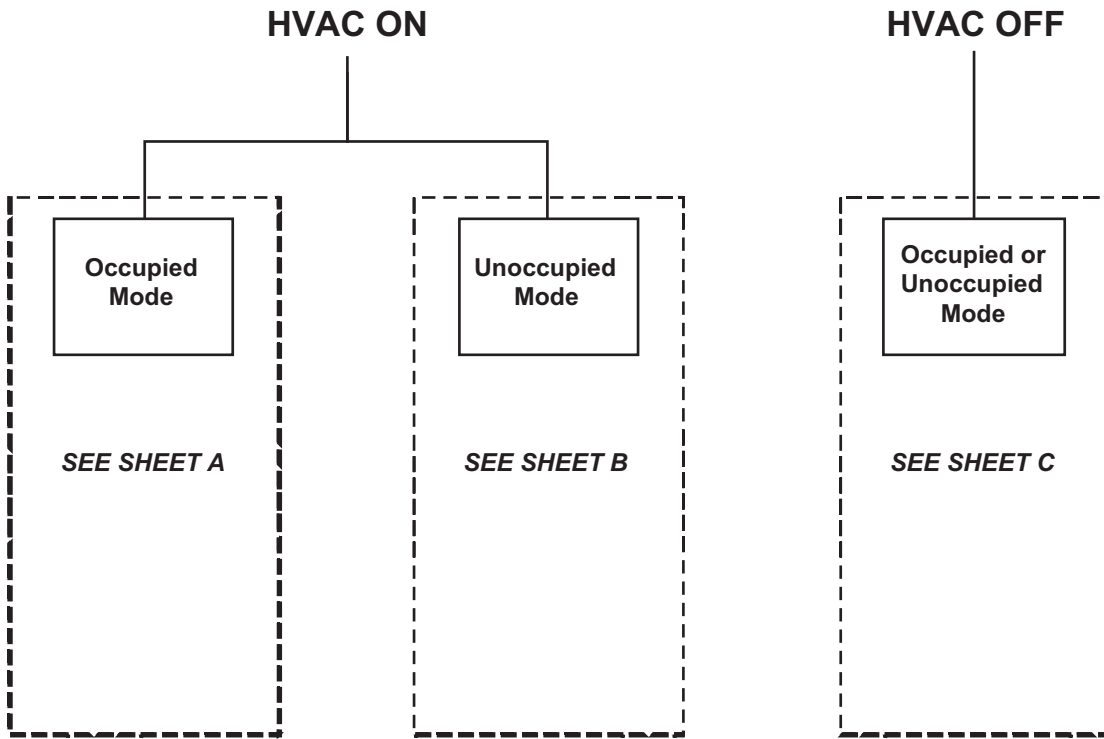 HVAC ON
HVAC OFF
Occupied
Mode
Unoccupied
Mode
Occupied or
Unoccupied
Mode
SEE SHEET A
SEE SHEET B
SEE SHEET C